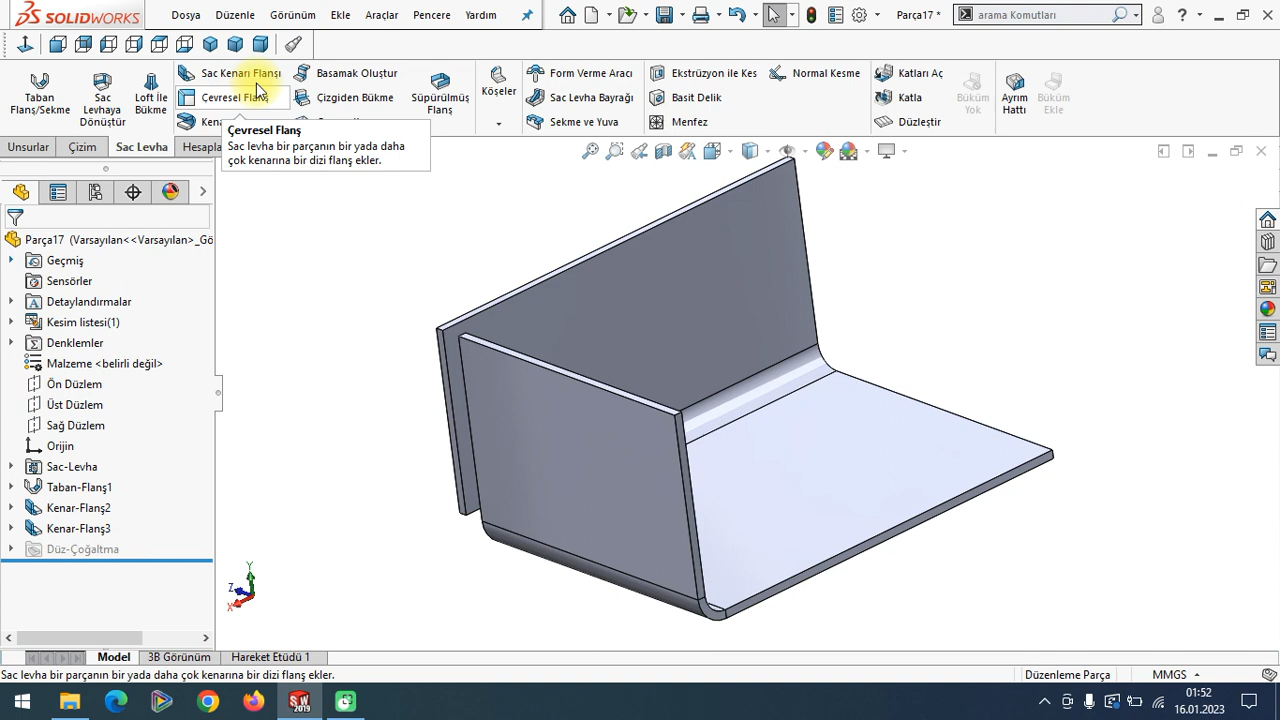 SOLIDWORKS Dosya Düzenle Görünüm Ekle Araçlar Pencere Yardım Parça17 * arama Komutları ?
Taban Flanş/Sekme
Sac Levhaya Dönüştür
Loft ile Bükme
Sac Kenarı Flanşı
Çevresel Flanş
Basamak Oluştur
Çizgiden Bükme
Süpürülmüş Flanş
Köşeler
Form Verme Aracı
Sac Levha Bayrağı
Sekme ve Yuva
Ekstrüzyon ile Kes
Basit Delik
Menfez
Normal Kesme
Katları Aç
Katla
Düzleştir
Büküm Yok
Ayrım Hattı
Büküm Ekle
Unsurlar Çizim Sac Levha Hesapla
Çevresel Flanş
Sac levha bir parçanın bir yada daha
çok kenarına bir dizi flanş ekler.
Parça17 (Varsayılan<<Varsayılan>_Gö
Geçmiş
Sensörler
Detaylandırmalar
Kesim listesi(1)
Denklemler
Malzeme <belirli değil>
Ön Düzlem
Üst Düzlem
Sağ Düzlem
Orijin
Sac-Levha
Taban-Flanş1
Kenar-Flanş2
Kenar-Flanş3
Düz-Çoğaltma
Y
Z
X
Model 3B Görünüm Hareket Etüdü 1
Sac levha bir parçanın bir yada daha çok kenarına bir dizi flanş ekler. Düzenleme Parça MMGS
SW 2019
01:52
16.01.2023